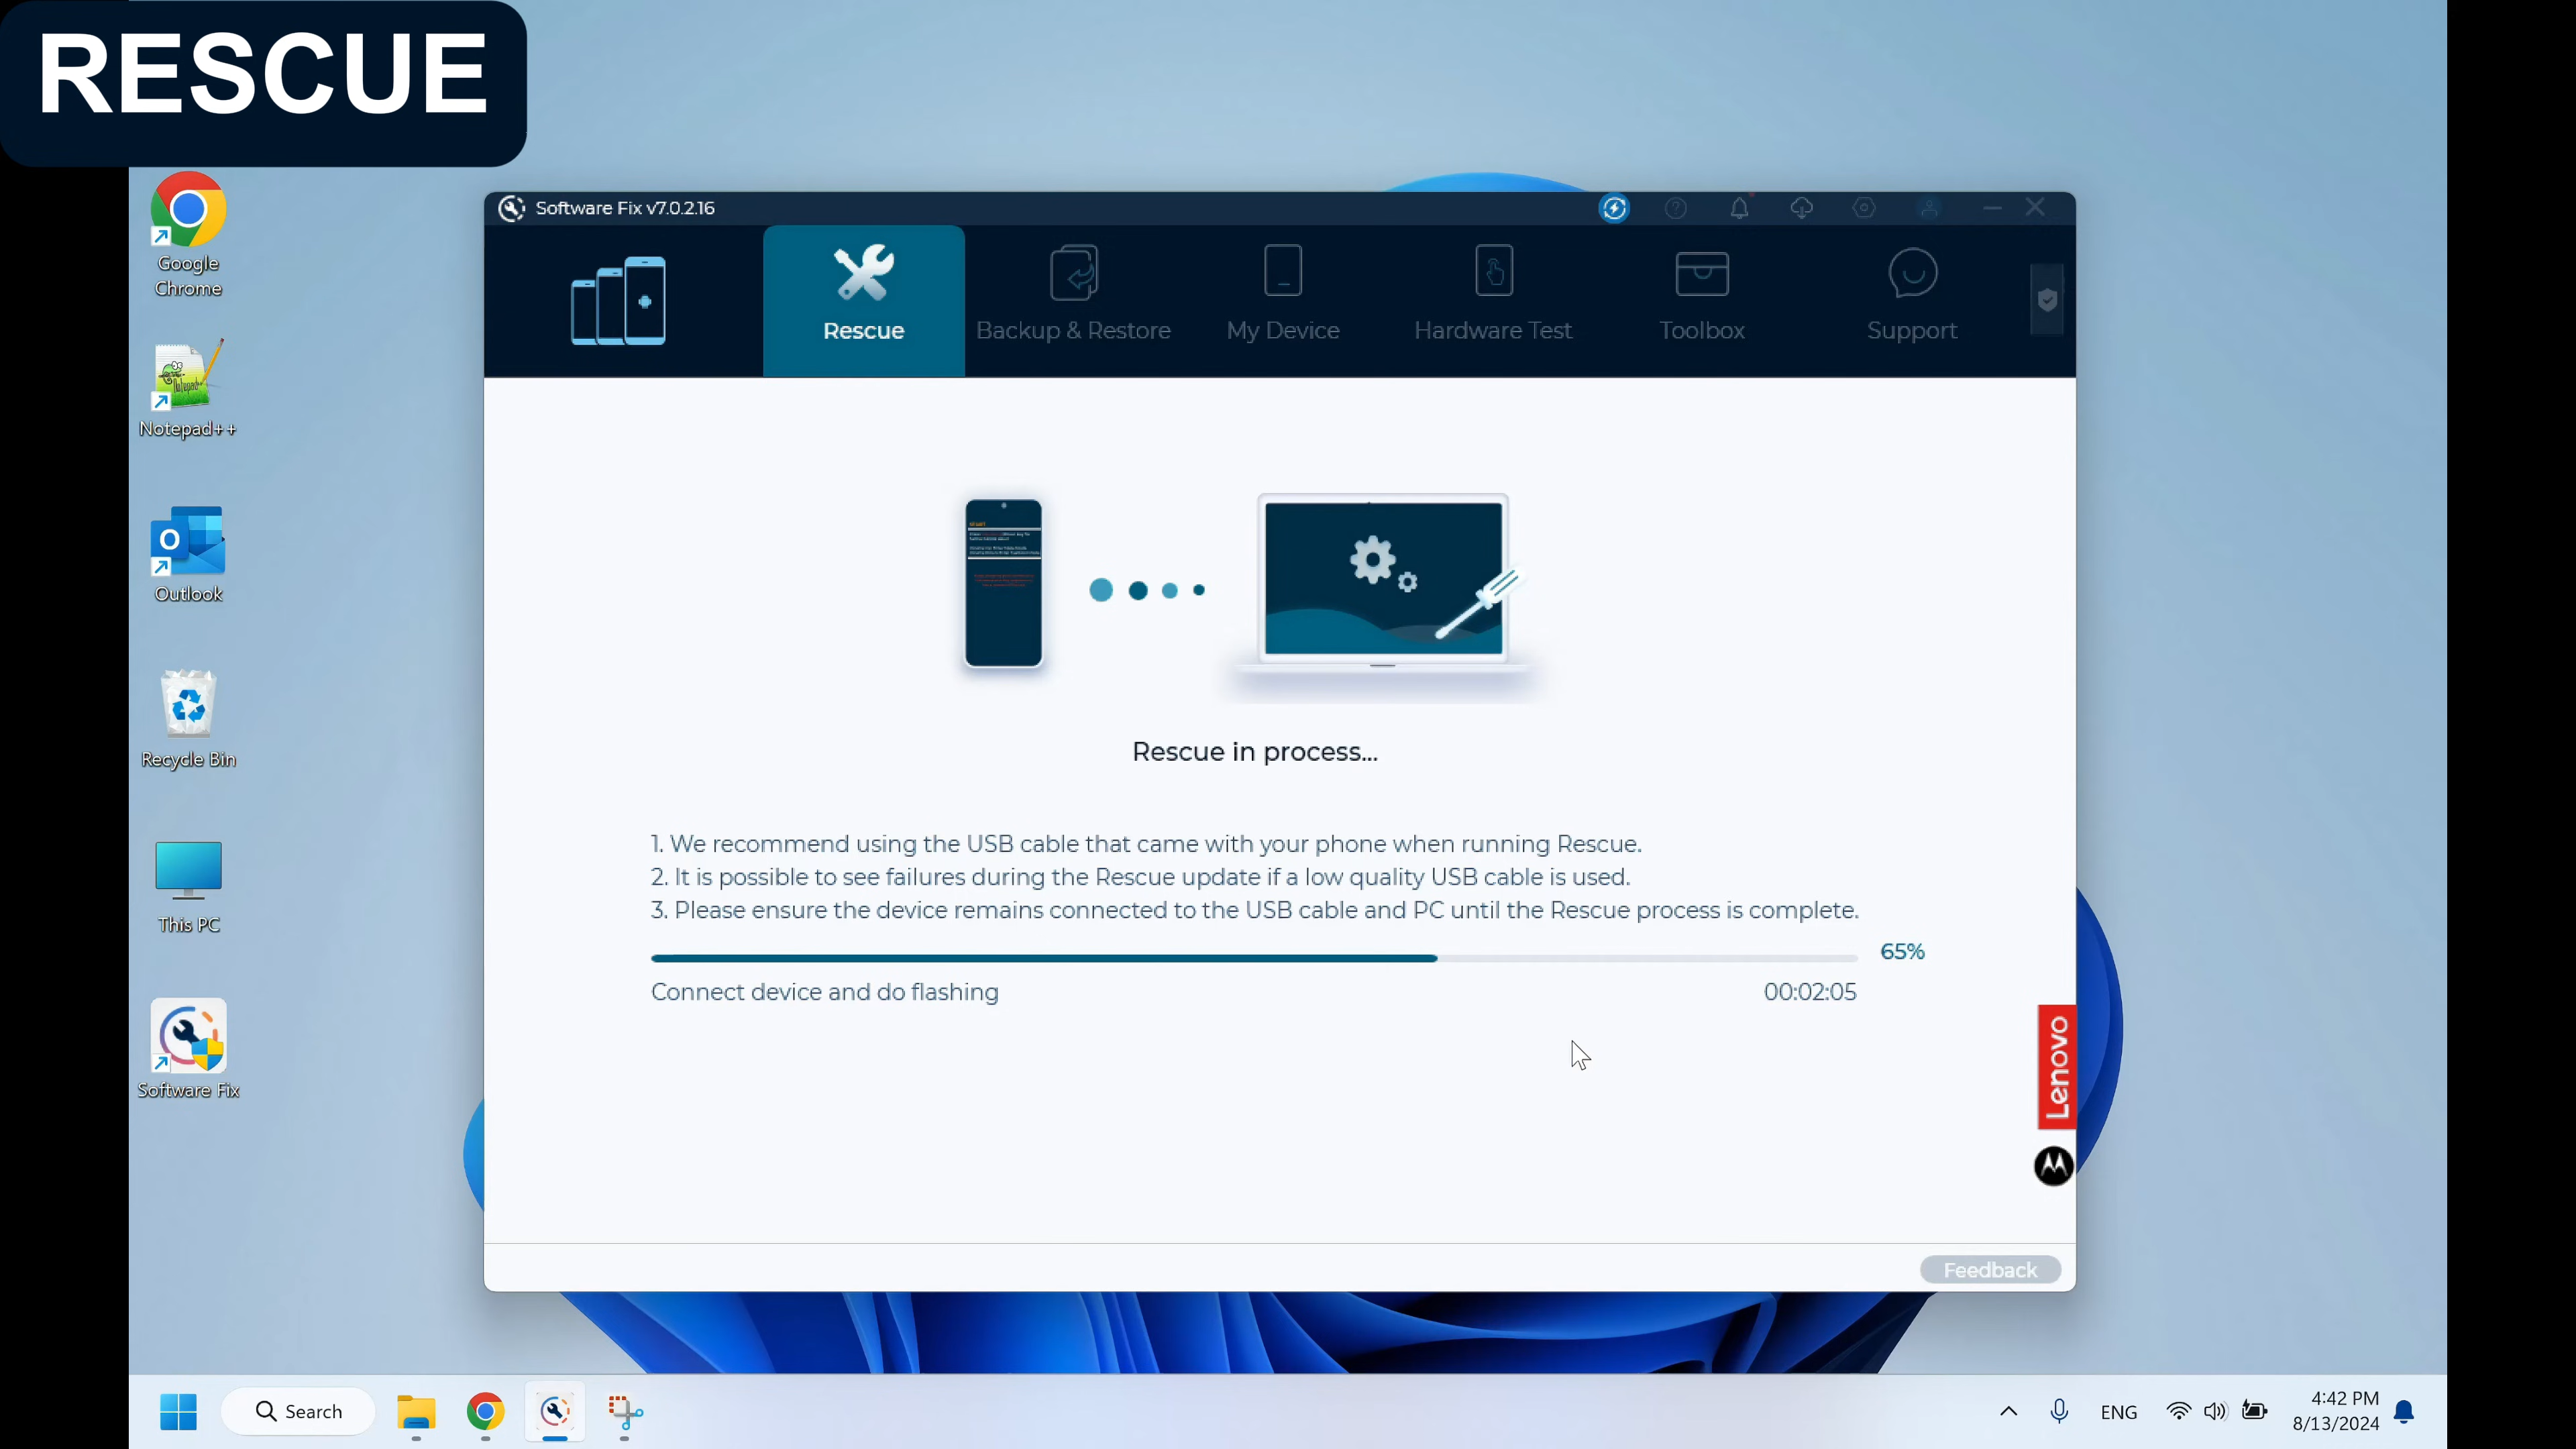 RESCUE
Google
Chrome
Notepad++
Outlook
Recycle Bin
This PC
Software Fix
Software Fix v7.0.2.16
Rescue
Backup & Restore
My Device
Hardware Test
Toolbox
Support
Rescue in process...
1. We recommend using the USB cable that came with your phone when running Rescue.
2. It is possible to see failures during the Rescue update if a low quality USB cable is used.
3. Please ensure the device remains connected to the USB cable and PC until the Rescue process is complete.
65%
Connect device and do flashing
00:02:05
Lenovo
Feedback
Search
ENG
4:42 PM
8/13/2024